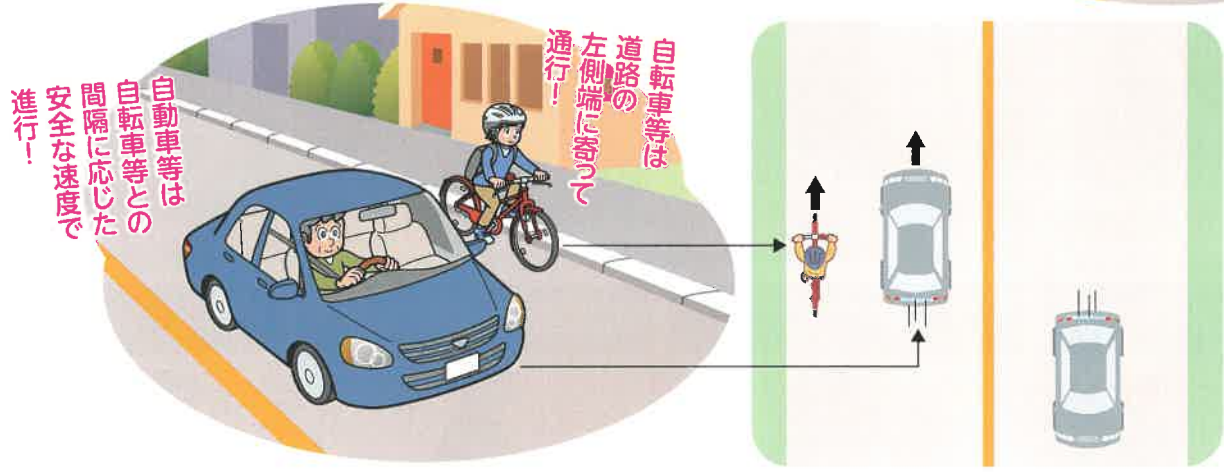 自転車等は
道路の
左側端に寄って
通行!
自動車等は
自転車等との
間隔に応じた
安全な速度で
進行!